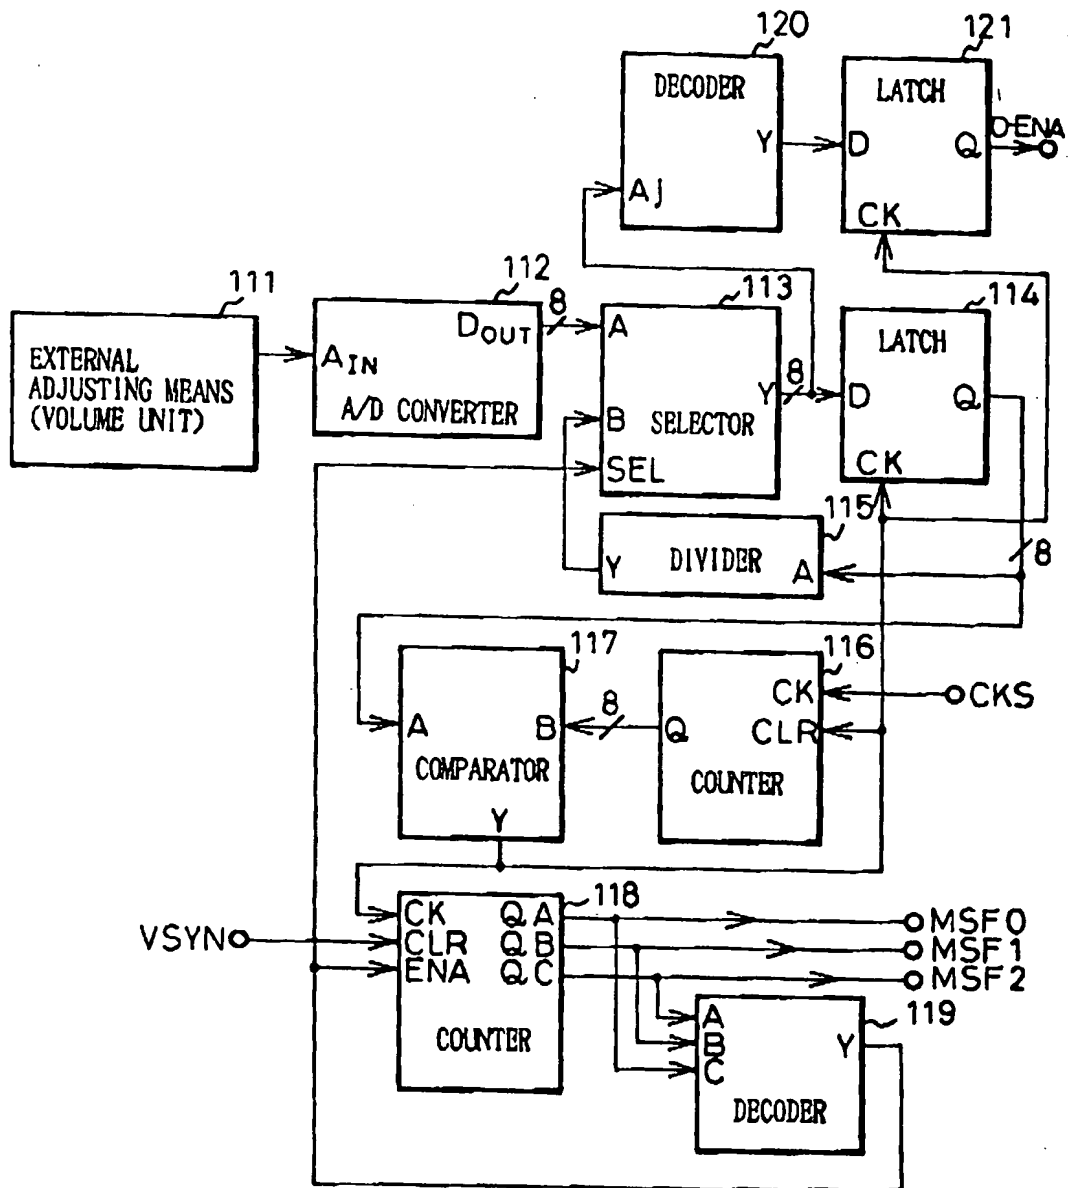 120
DECODER
Y
AJ
121
LATCH
D
Q
CK
D-ENA
111
EXTERNAL
ADJUSTING MEANS
(VOLUME UNIT)
112
DOUT
AIN
A/D CONVERTER
8
113
A
B
Y
SELECTOR
SEL
8
114
LATCH
D
Q
CK
8
115
Y
DIVIDER
A
117
A
B
COMPARATOR
Y
8
116
CK
Q
CLR
COUNTER
CKS
VSYN
118
CK
QA
CLR
QB
ENA
QC
COUNTER
MSF0
MSF1
MSF2
119
A
B
C
Y
DECODER